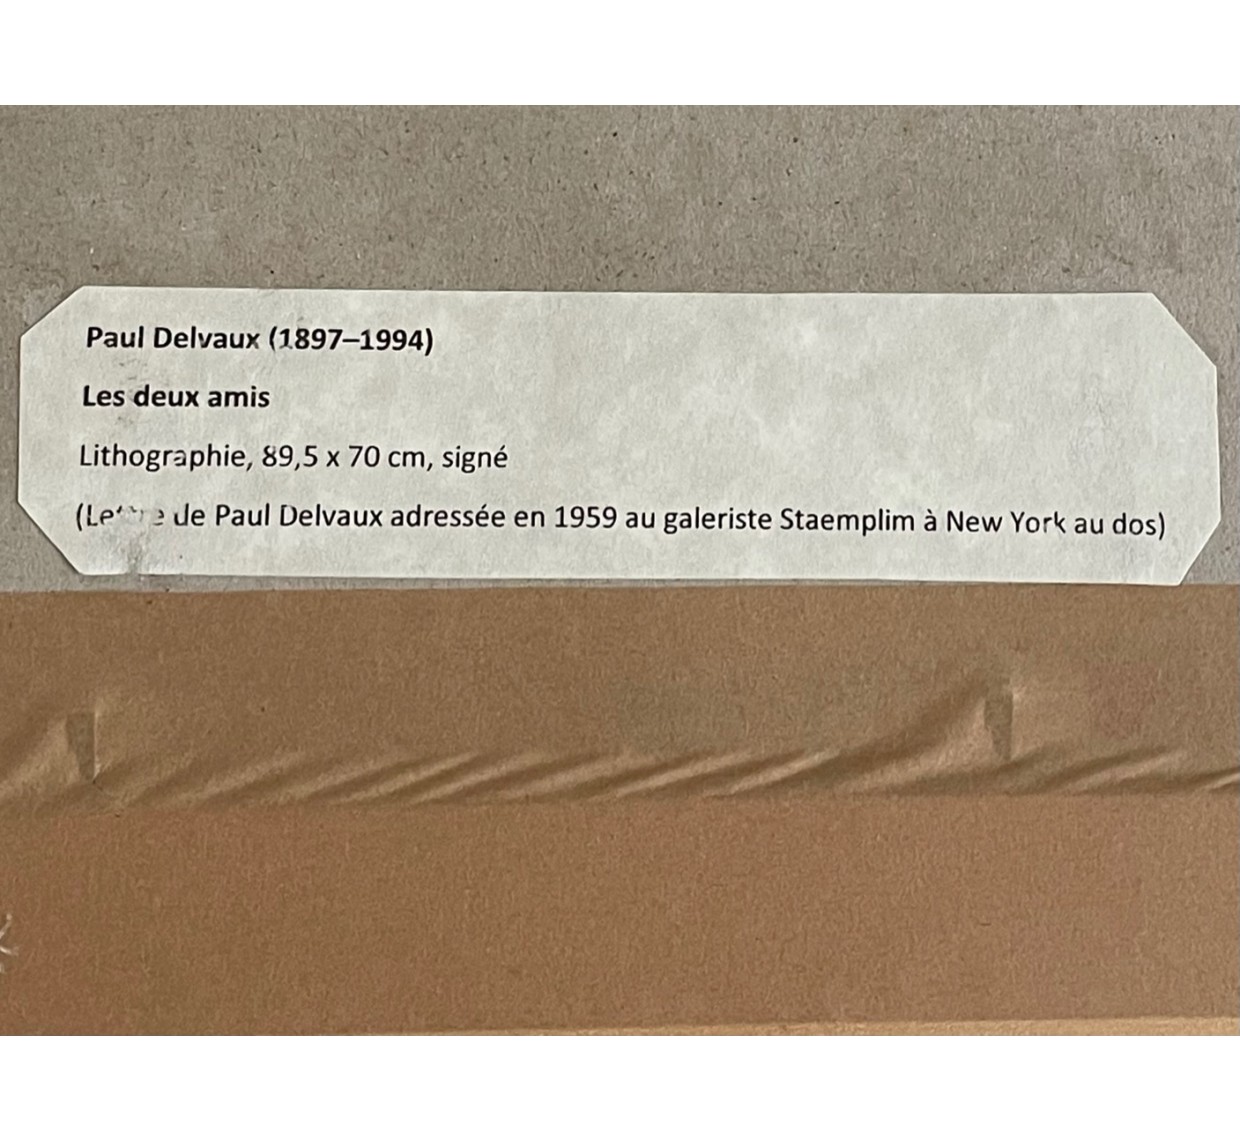 Paul Delvaux (1897–1994)
Les deux amis
Lithographie, 89,5 x 70 cm, signé
(Lettre de Paul Delvaux adressée en 1959 au galeriste Staemplim à New York au dos)